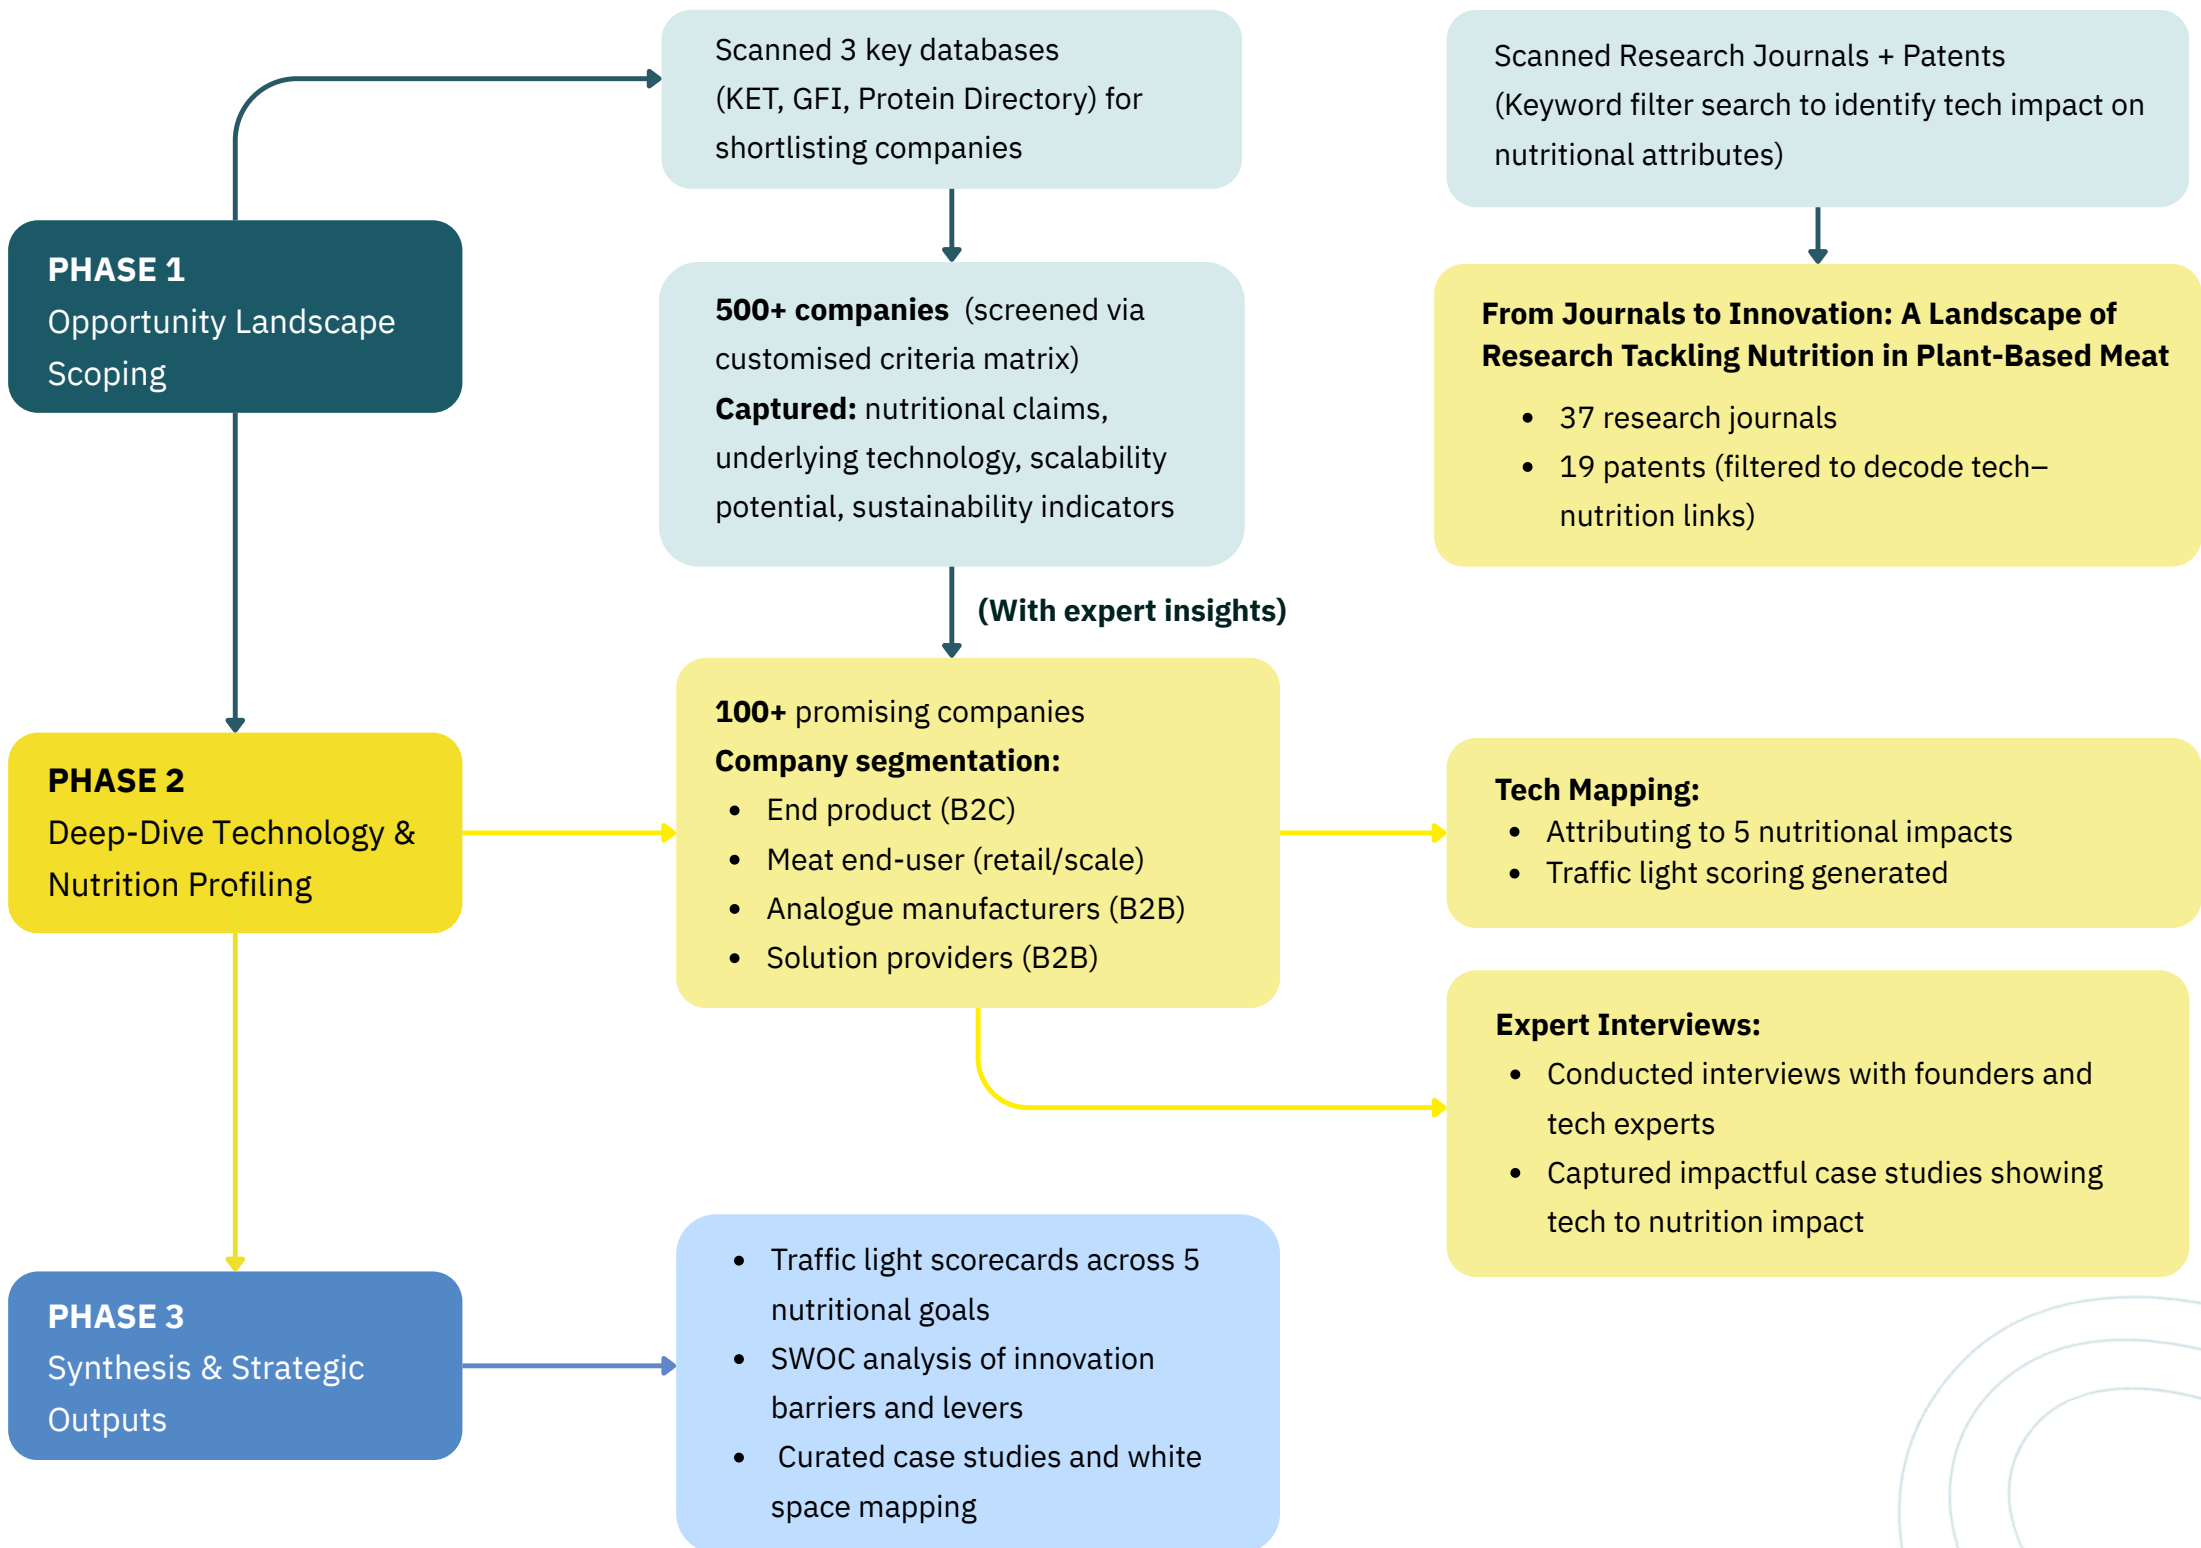 Scanned 3 key databases
(KET, GFI, Protein Directory) for
shortlisting companies
Scanned Research Journals + Patents
(Keyword filter search to identify tech impact on
nutritional attributes)
PHASE 1
Opportunity Landscape
Scoping
500+ companies (screened via
customised criteria matrix)
Captured: nutritional claims,
underlying technology, scalability
potential, sustainability indicators
From Journals to Innovation: A Landscape of
Research Tackling Nutrition in Plant-Based Meat
• 37 research journals
• 19 patents (filtered to decode tech–
nutrition links)
(With expert insights)
PHASE 2
Deep-Dive Technology &
Nutrition Profiling
100+ promising companies
Company segmentation:
• End product (B2C)
• Meat end-user (retail/scale)
• Analogue manufacturers (B2B)
• Solution providers (B2B)
Tech Mapping:
• Attributing to 5 nutritional impacts
• Traffic light scoring generated
Expert Interviews:
• Conducted interviews with founders and
tech experts
• Captured impactful case studies showing
tech to nutrition impact
PHASE 3
Synthesis & Strategic
Outputs
• Traffic light scorecards across 5
nutritional goals
• SWOC analysis of innovation
barriers and levers
• Curated case studies and white
space mapping